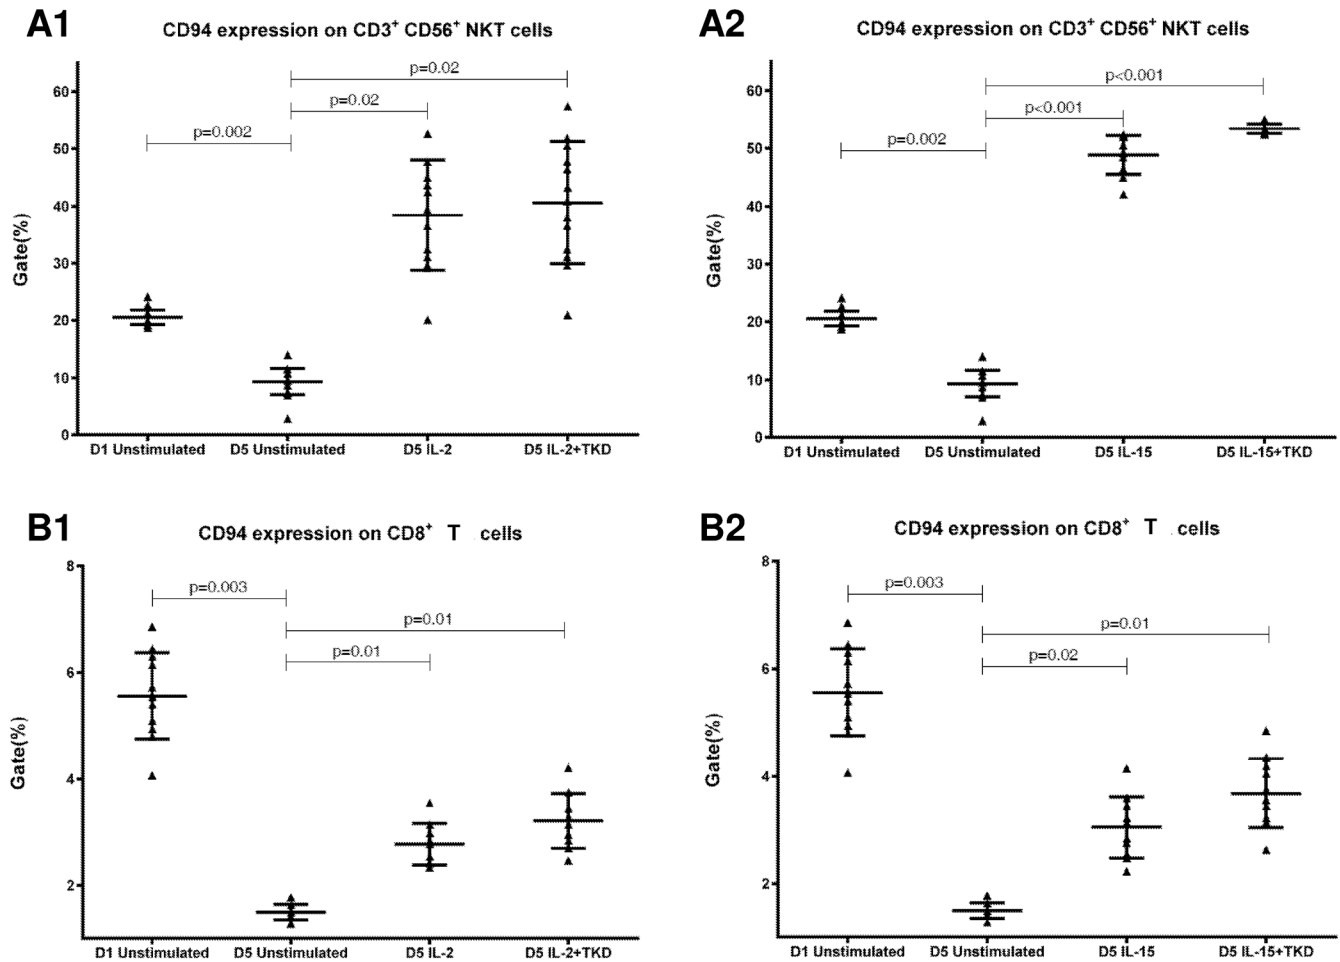 A1
CD94 expression on CD3+ CD56+ NKT cells
Gate(%)
60
50
40
30
20
10
0
p=0.02
p=0.02
p=0.002
D1 Unstimulated
D5 Unstimulated
D5 IL-2
D5 IL-2+TKD
A2
CD94 expression on CD3+ CD56+ NKT cells
Gate(%)
60
50
40
30
20
10
0
p<0.001
p<0.001
p=0.002
D1 Unstimulated
D5 Unstimulated
D5 IL-15
D5 IL-15+TKD
B1
CD94 expression on CD8+ T cells
Gate(%)
8
6
4
2
p=0.003
p=0.01
p=0.01
D1 Unstimulated
D5 Unstimulated
D5 IL-2
D5 IL-2+TKD
B2
CD94 expression on CD8+ T cells
Gate(%)
8
6
4
2
p=0.003
p=0.01
p=0.02
D1 Unstimulated
D5 Unstimulated
D5 IL-15
D5 IL-15+TKD